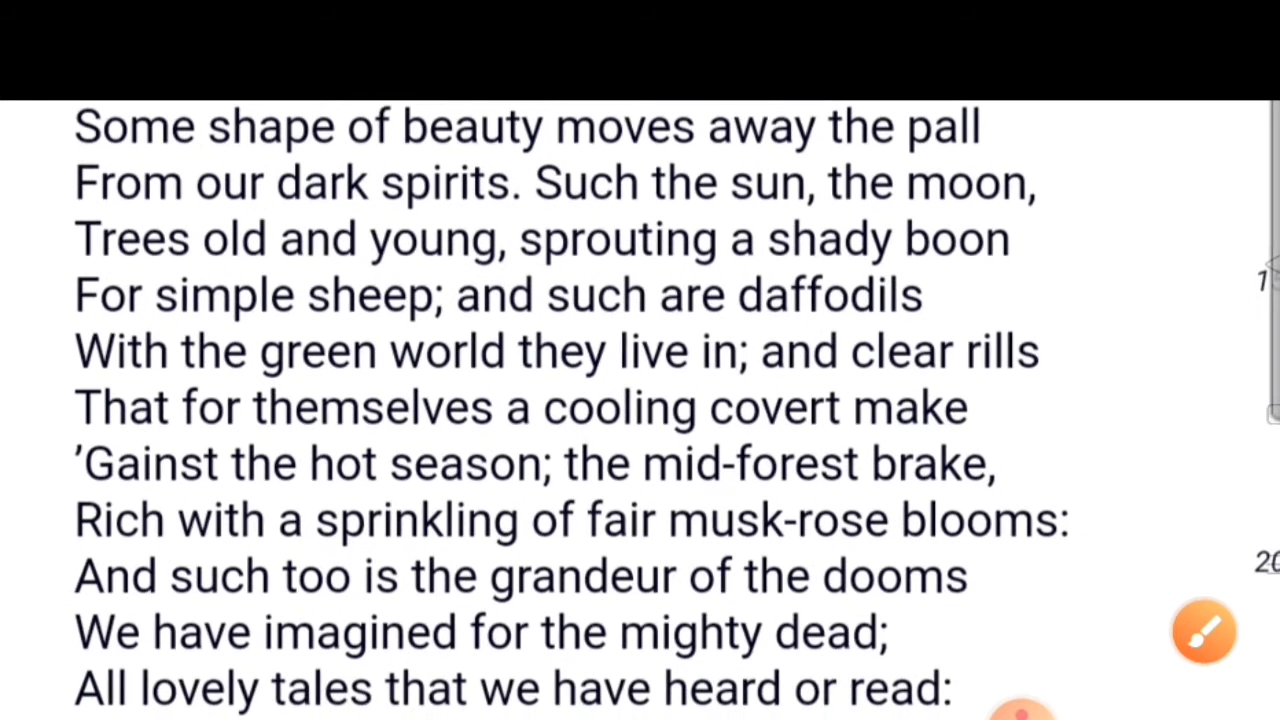 Some shape of beauty moves away the pall
From our dark spirits. Such the sun, the moon,
Trees old and young, sprouting a shady boon
For simple sheep; and such are daffodils
With the green world they live in; and clear rills
That for themselves a cooling covert make
’Gainst the hot season; the mid-forest brake,
Rich with a sprinkling of fair musk-rose blooms:
And such too is the grandeur of the dooms
We have imagined for the mighty dead;
All lovely tales that we have heard or read: